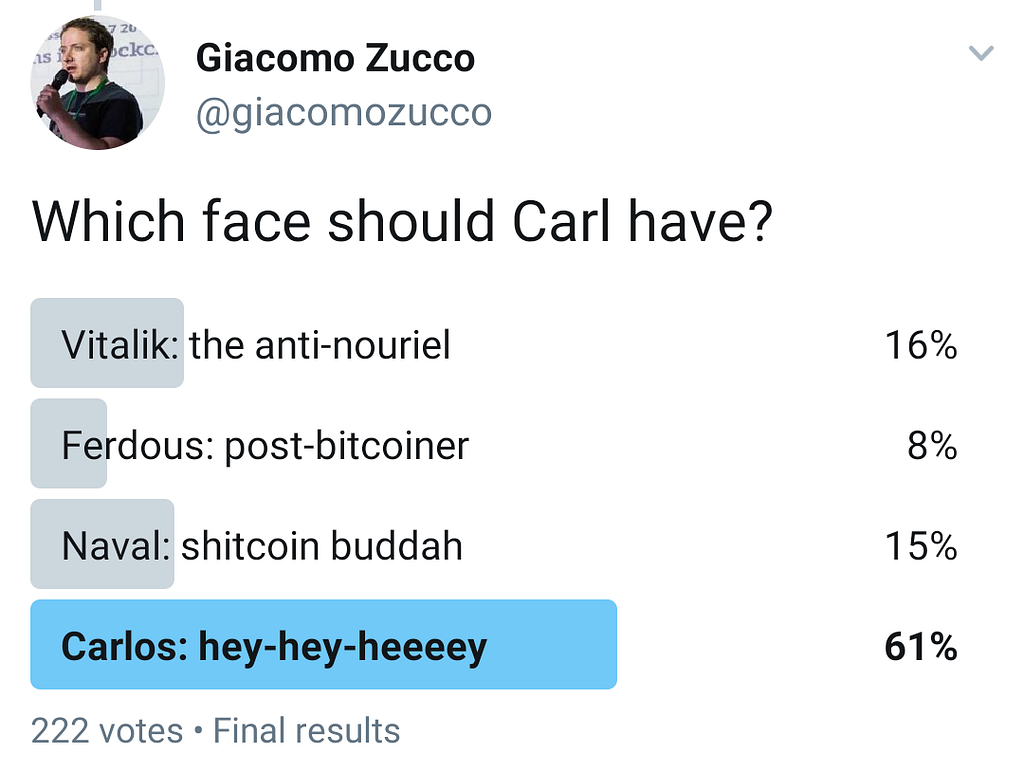 Giacomo Zucco
@giacomozucco
Which face should Carl have?
Vitalik: the anti-nouriel 16%
Ferdous: post-bitcoiner 8%
Naval: shitcoin buddah 15%
Carlos: hey-hey-heeeey 61%
222 votes • Final results